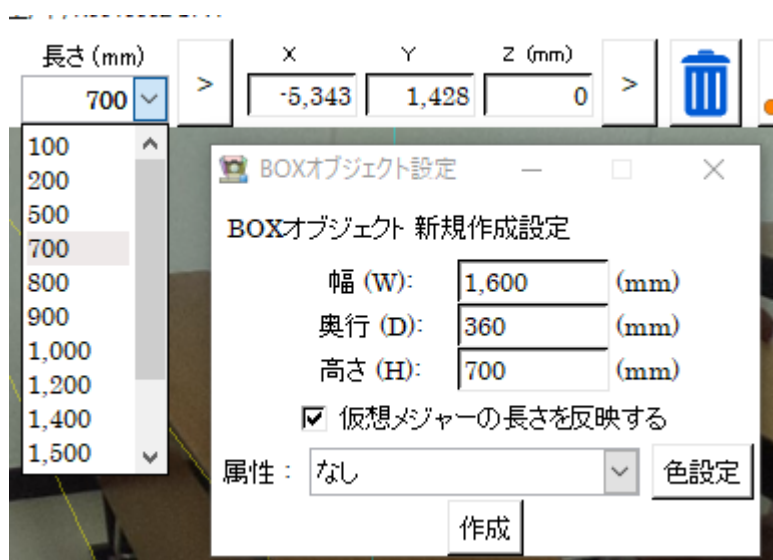 長さ(mm)
X Y Z (mm)
700 > -5,343 1,428 0 >
100
200
500
700
800
900
1,000
1,200
1,400
1,500
BOXオブジェクト設定
BOXオブジェクト 新規作成設定
幅 (W): 1,600 (mm)
奥行 (D): 360 (mm)
高さ (H): 700 (mm)
仮想メジャーの長さを反映する
属性: なし 色設定
作成